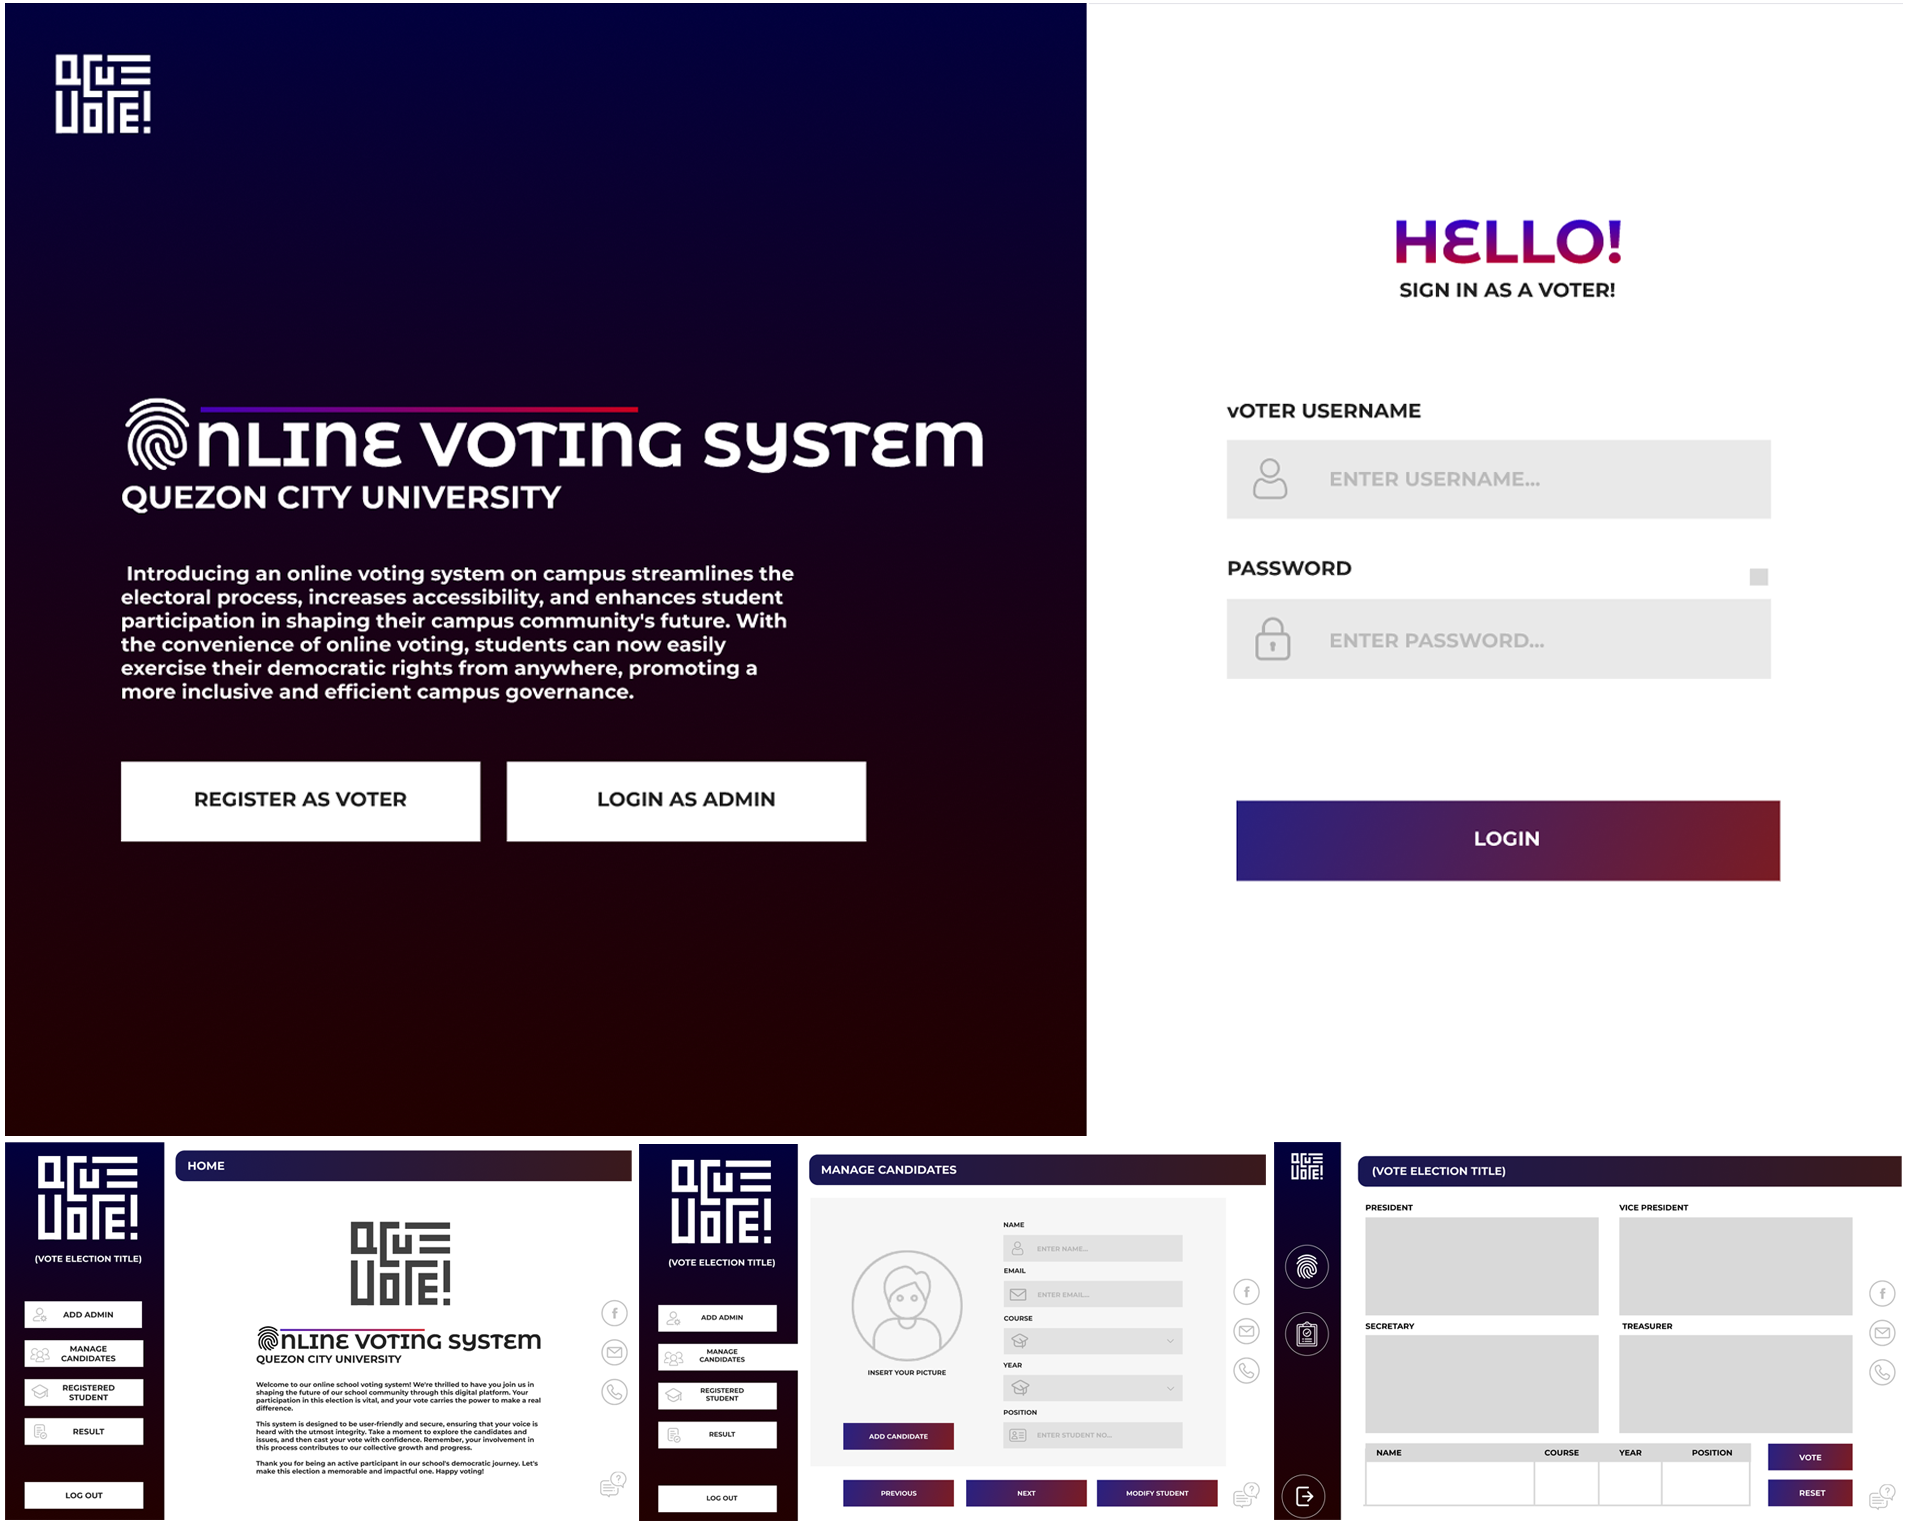 QCU E
VOTE!
ONLINE VOTING SYSTEM
QUEZON CITY UNIVERSITY
Introducing an online voting system on campus streamlines the
electoral process, increases accessibility, and enhances student
participation in shaping their campus community's future. With
the convenience of online voting, students can now easily
exercise their democratic rights from anywhere, promoting a
more inclusive and efficient campus governance.
REGISTER AS VOTER
LOGIN AS ADMIN
HELLO!
SIGN IN AS A VOTER!
vOTER USERNAME
ENTER USERNAME...
PASSWORD
ENTER PASSWORD...
LOGIN
QCU E
VOTE!
(VOTE ELECTION TITLE)
ADD ADMIN
MANAGE
CANDIDATES
REGISTERED
STUDENT
RESULT
LOG OUT
HOME
QCU E
VOTE!
ONLINE VOTING SYSTEM
QUEZON CITY UNIVERSITY
Welcome to our online school voting system! We're thrilled to have you join us in
shaping the future of our school community through this digital platform. Your
participation in this election is vital, and your vote carries the power to make a real
difference.
This system is designed to be user-friendly and secure, ensuring that your voice is
heard with the utmost integrity. Take a moment to explore the candidates and
issues, and then cast your vote with confidence. Remember, your involvement in
this process contributes to our collective growth and progress.
Thank you for being an active participant in our school's democratic journey. Let's
make this election a memorable and impactful one. Happy voting!
QCU E
VOTE!
(VOTE ELECTION TITLE)
ADD ADMIN
MANAGE
CANDIDATES
REGISTERED
STUDENT
RESULT
LOG OUT
MANAGE CANDIDATES
INSERT YOUR PICTURE
ADD CANDIDATE
NAME
ENTER NAME...
EMAIL
ENTER EMAIL...
COURSE
YEAR
POSITION
ENTER STUDENT NO...
PREVIOUS
NEXT
MODIFY STUDENT
QCU E
VOTE!
(VOTE ELECTION TITLE)
PRESIDENT
VICE PRESIDENT
SECRETARY
TREASURER
NAME
COURSE
YEAR
POSITION
VOTE
RESET